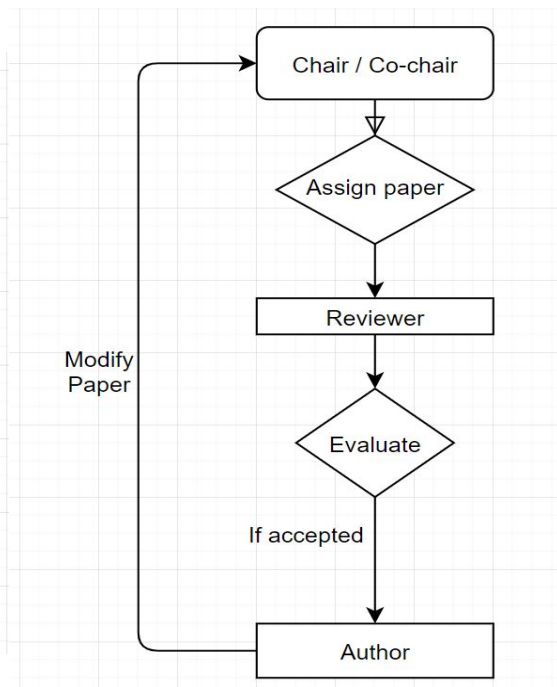 Chair / Co-chair
Assign paper
Reviewer
Modify
Paper
Evaluate
If accepted
Author